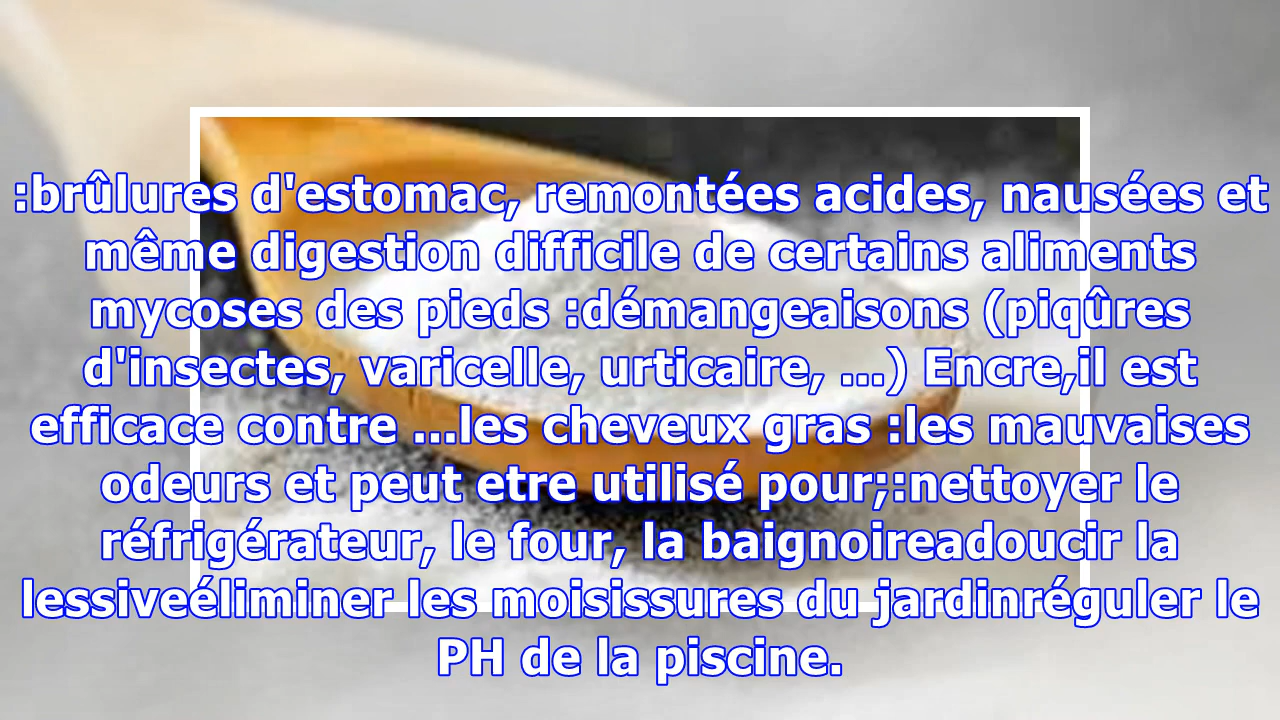 :brûlures d'estomac, remontées acides, nausées et
même digestion difficile de certains aliments
mycoses des pieds :démangeaisons (piqûres
d'insectes, varicelle, urticaire, ...) Encre,il est
efficace contre ...les cheveux gras :les mauvaises
odeurs et peut etre utilisé pour;:nettoyer le
réfrigérateur, le four, la baignoireadoucir la
lessiveéliminer les moisissures du jardinréguler le
PH de la piscine.